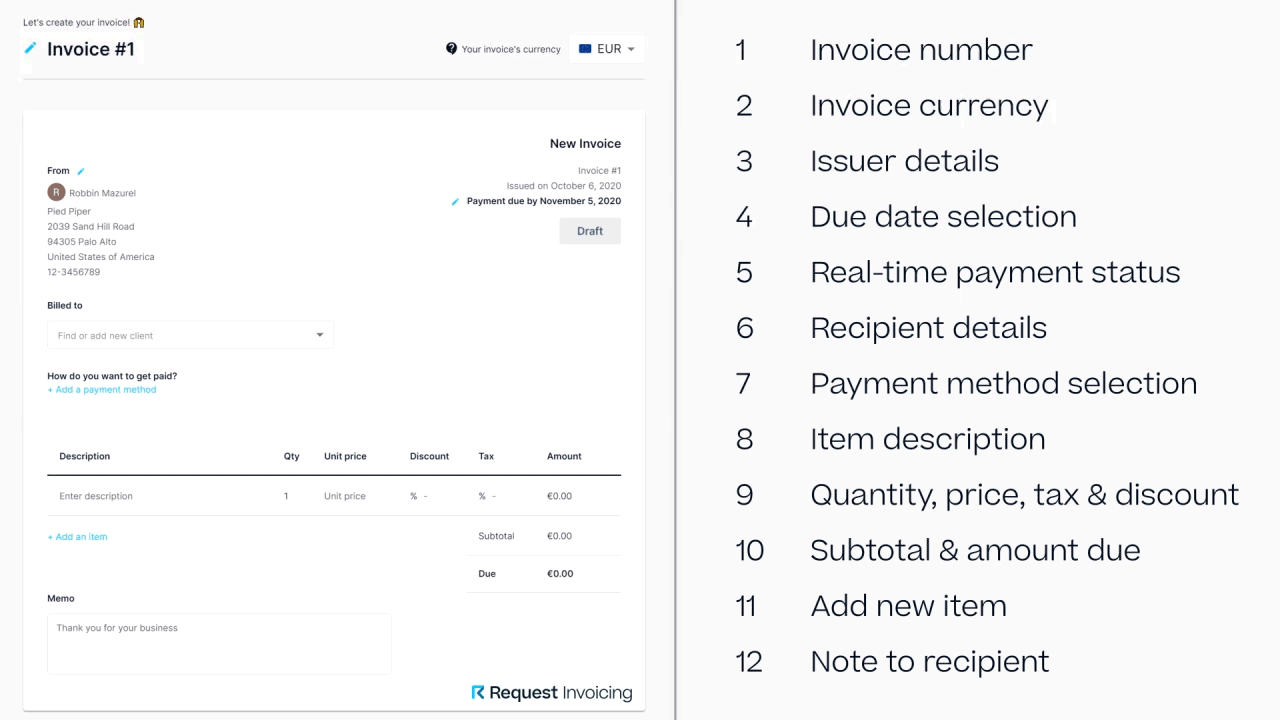 Let's create your invoice!
Invoice #1
Your invoice's currency
EUR
New Invoice
Invoice #1
Issued on October 6, 2020
Payment due by November 5, 2020
Draft
From
R Robbin Mazurel
Pied Piper
2039 Sand Hill Road
94305 Palo Alto
United States of America
12-3456789
Billed to
Find or add new client
How do you want to get paid?
+ Add a payment method
Description Qty Unit price Discount Tax Amount
Enter description 1 Unit price % - % - €0.00
+ Add an item
Subtotal €0.00
Due €0.00
Memo
Thank you for your business
Request Invoicing
1 Invoice number
2 Invoice currency
3 Issuer details
4 Due date selection
5 Real-time payment status
6 Recipient details
7 Payment method selection
8 Item description
9 Quantity, price, tax & discount
10 Subtotal & amount due
11 Add new item
12 Note to recipient